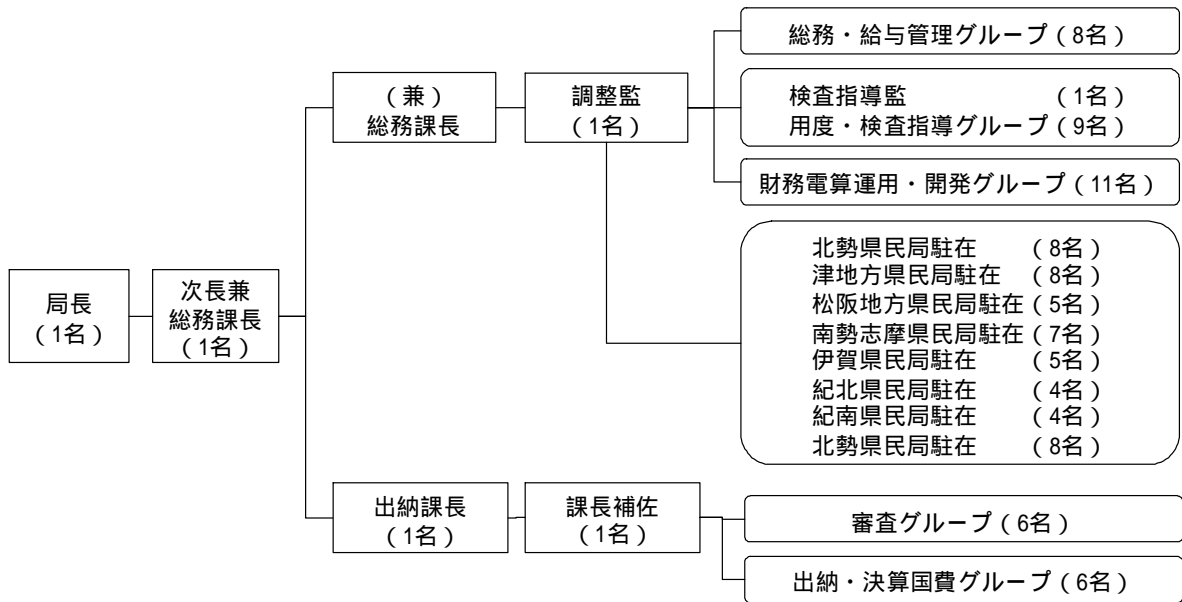 局長
(1名)
次長兼
総務課長
(1名)
(兼)
総務課長
調整監
(1名)
総務・給与管理グループ(8名)
検査指導監 (1名)
用度・検査指導グループ(9名)
財務電算運用・開発グループ(11名)
北勢県民局駐在 (8名)
津地方県民局駐在 (8名)
松阪地方県民局駐在(5名)
南勢志摩県民局駐在(7名)
伊賀県民局駐在 (5名)
紀北県民局駐在 (4名)
紀南県民局駐在 (4名)
北勢県民局駐在 (8名)
出納課長
(1名)
課長補佐
(1名)
審査グループ(6名)
出納・決算国費グループ(6名)